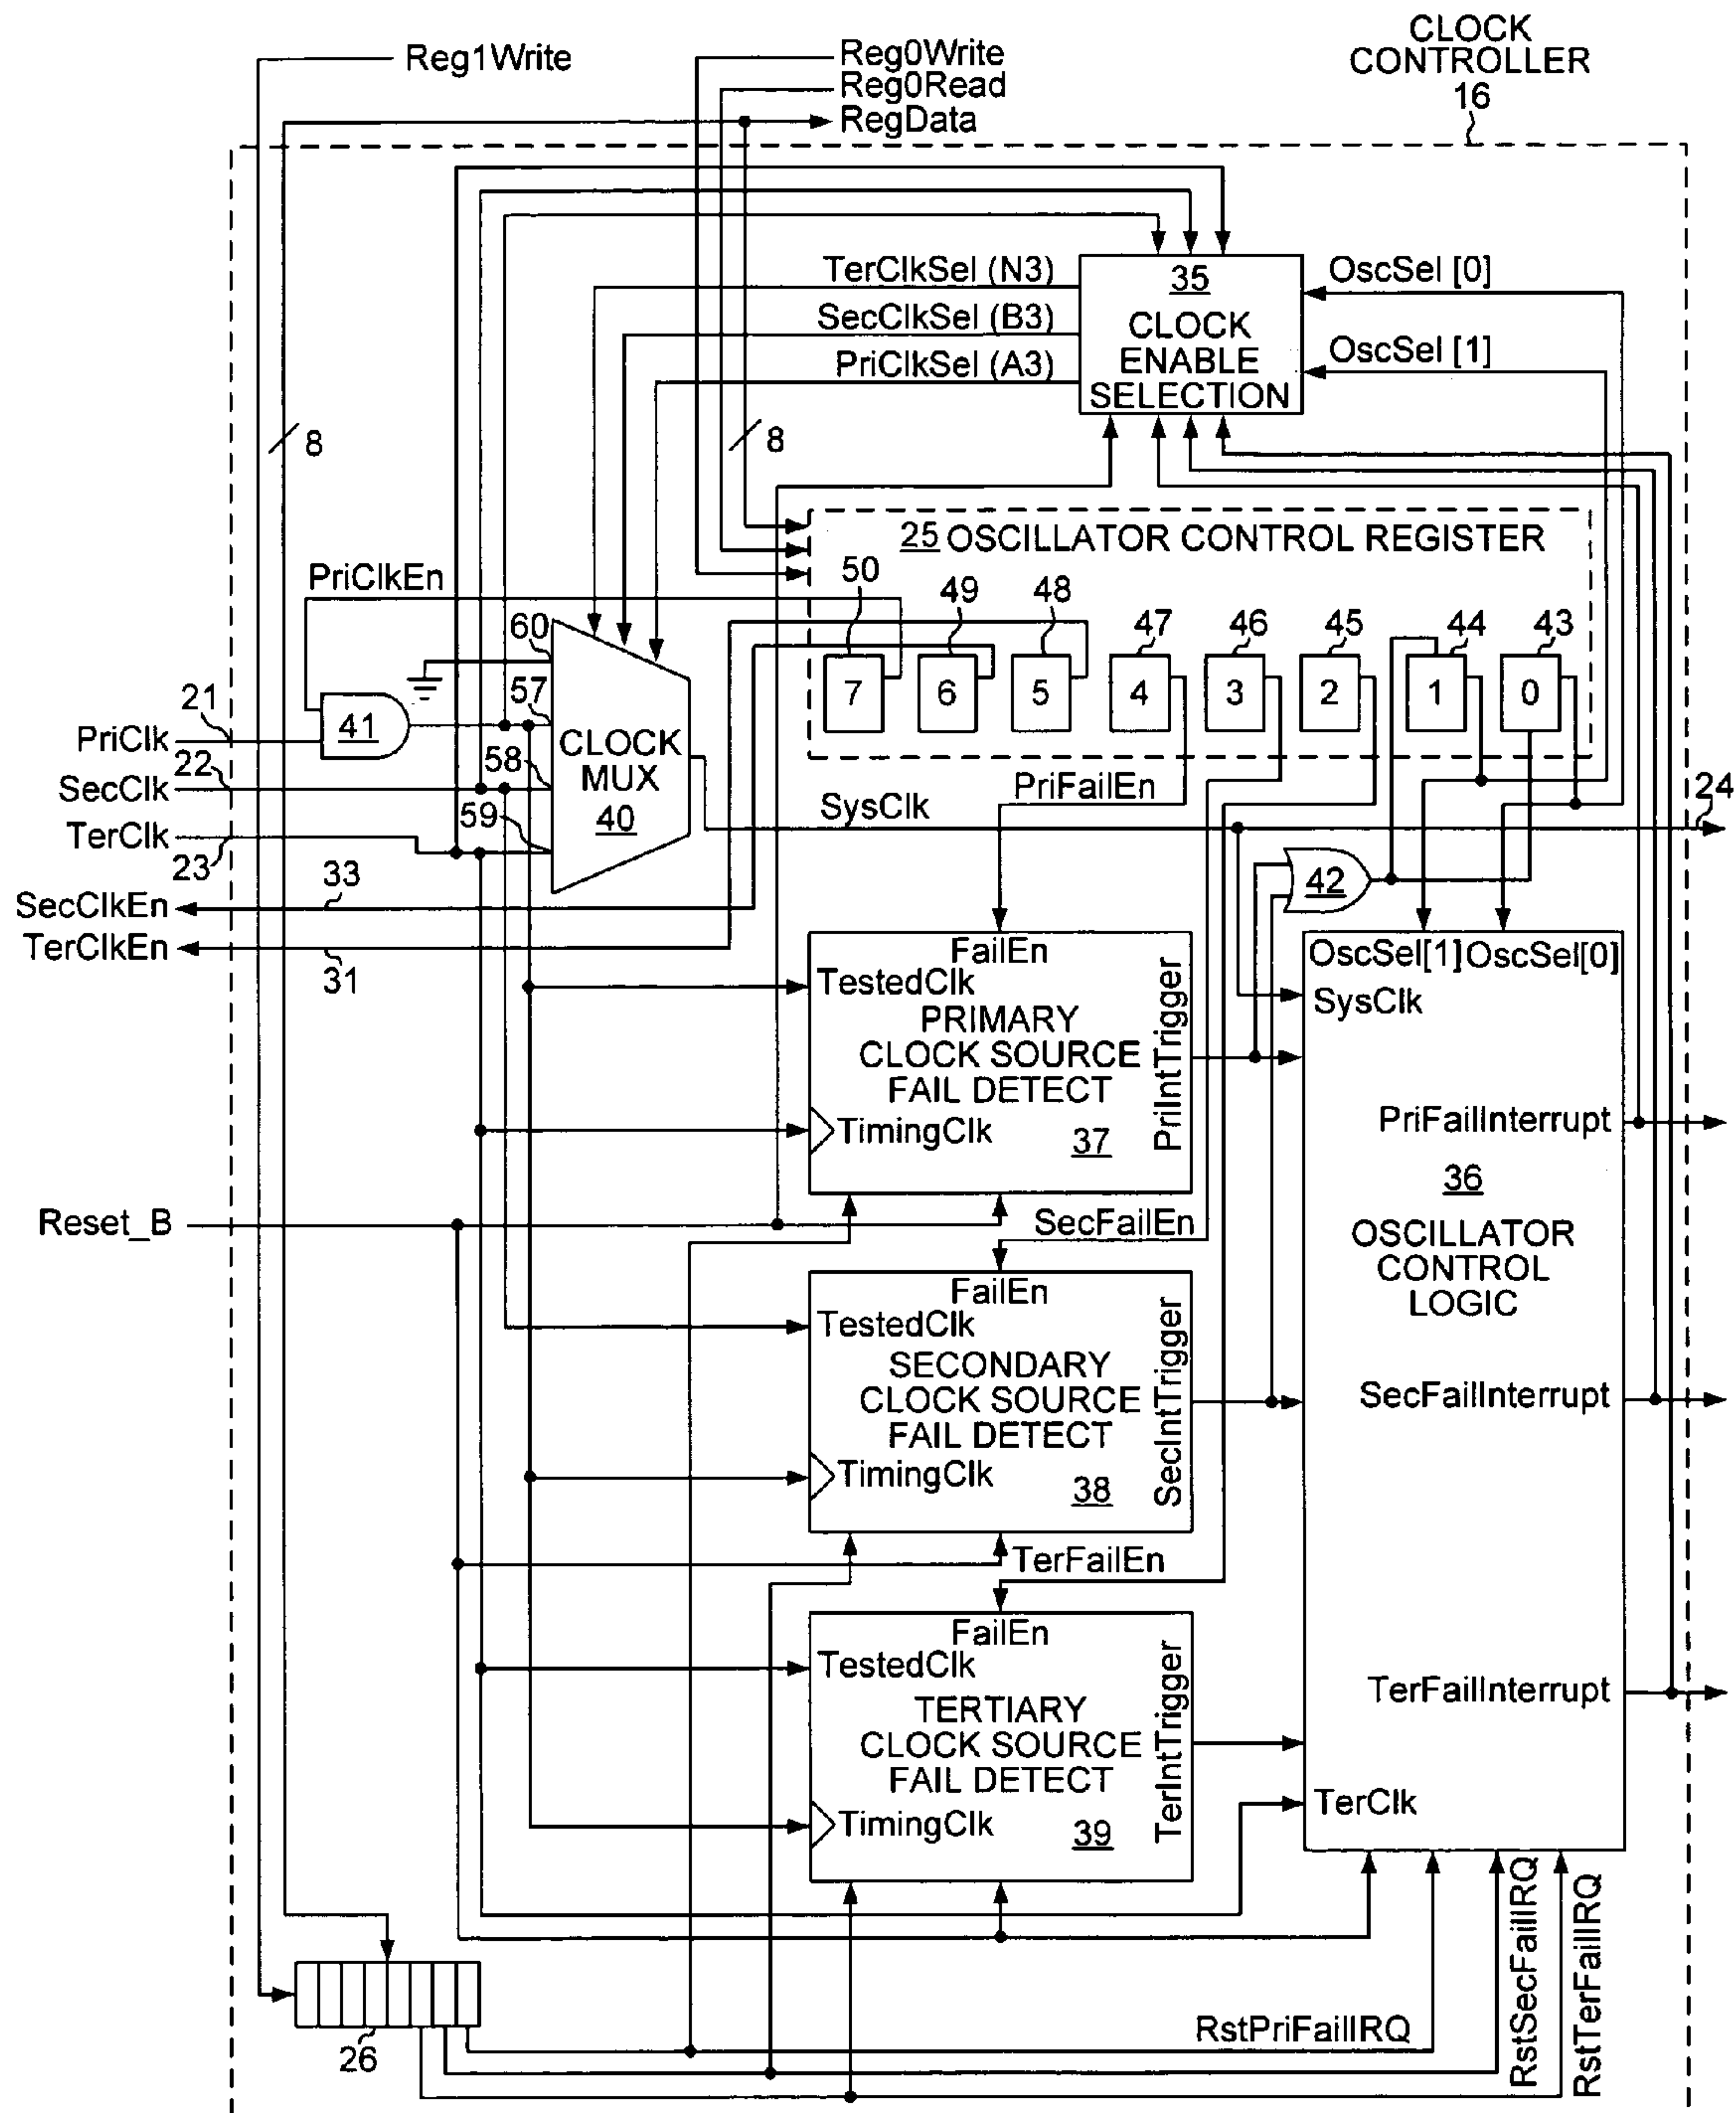 CLOCK
CONTROLLER
16
Reg1Write
Reg0Write
Reg0Read
RegData
8
8
TerClkSel (N3)
SecClkSel (B3)
PriClkSel (A3)
35
CLOCK
ENABLE
SELECTION
OscSel [0]
OscSel [1]
25 OSCILLATOR CONTROL REGISTER
50
49
48
47
46
45
44
43
7
6
5
4
3
2
1
0
PriClkEn
60
57
58
59
41
CLOCK
MUX
40
21
PriClk
22
SecClk
TerClk
23
SecClkEn
33
TerClkEn
31
SysClk
PriFailEn
24
42
FailEn
TestedClk
PRIMARY
CLOCK SOURCE
FAIL DETECT
TimingClk
37
PriIntTrigger
OscSel[1] OscSel[0]
SysClk
PriFailInterrupt
36
OSCILLATOR
CONTROL
LOGIC
SecFailInterrupt
TerFailInterrupt
TerClk
Reset_B
SecFailEn
FailEn
TestedClk
SECONDARY
CLOCK SOURCE
FAIL DETECT
TimingClk
38
SecIntTrigger
TerFailEn
FailEn
TestedClk
TERTIARY
CLOCK SOURCE
FAIL DETECT
TimingClk
39
TerIntTrigger
26
RstPriFailIRQ
RstSecFailIRQ
RstTerFailIRQ